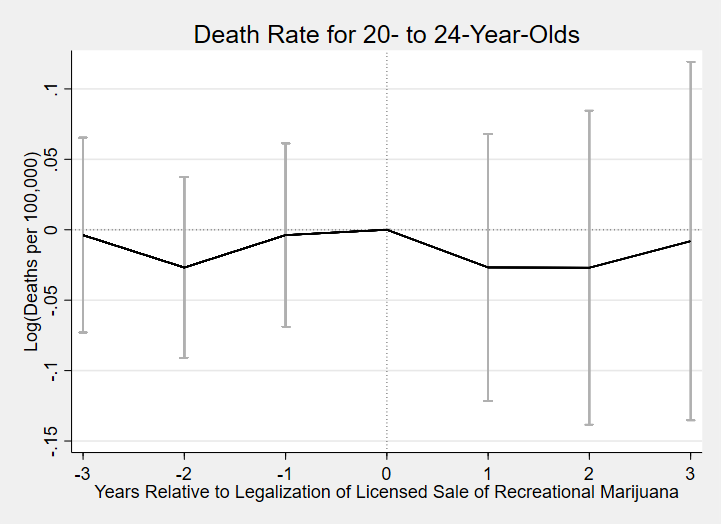 Death Rate for 20- to 24-Year-Olds
Log(Deaths per 100,000)
.1
.05
0
-.05
-.1
-.15
-3 -2 -1 0 1 2 3
Years Relative to Legalization of Licensed Sale of Recreational Marijuana